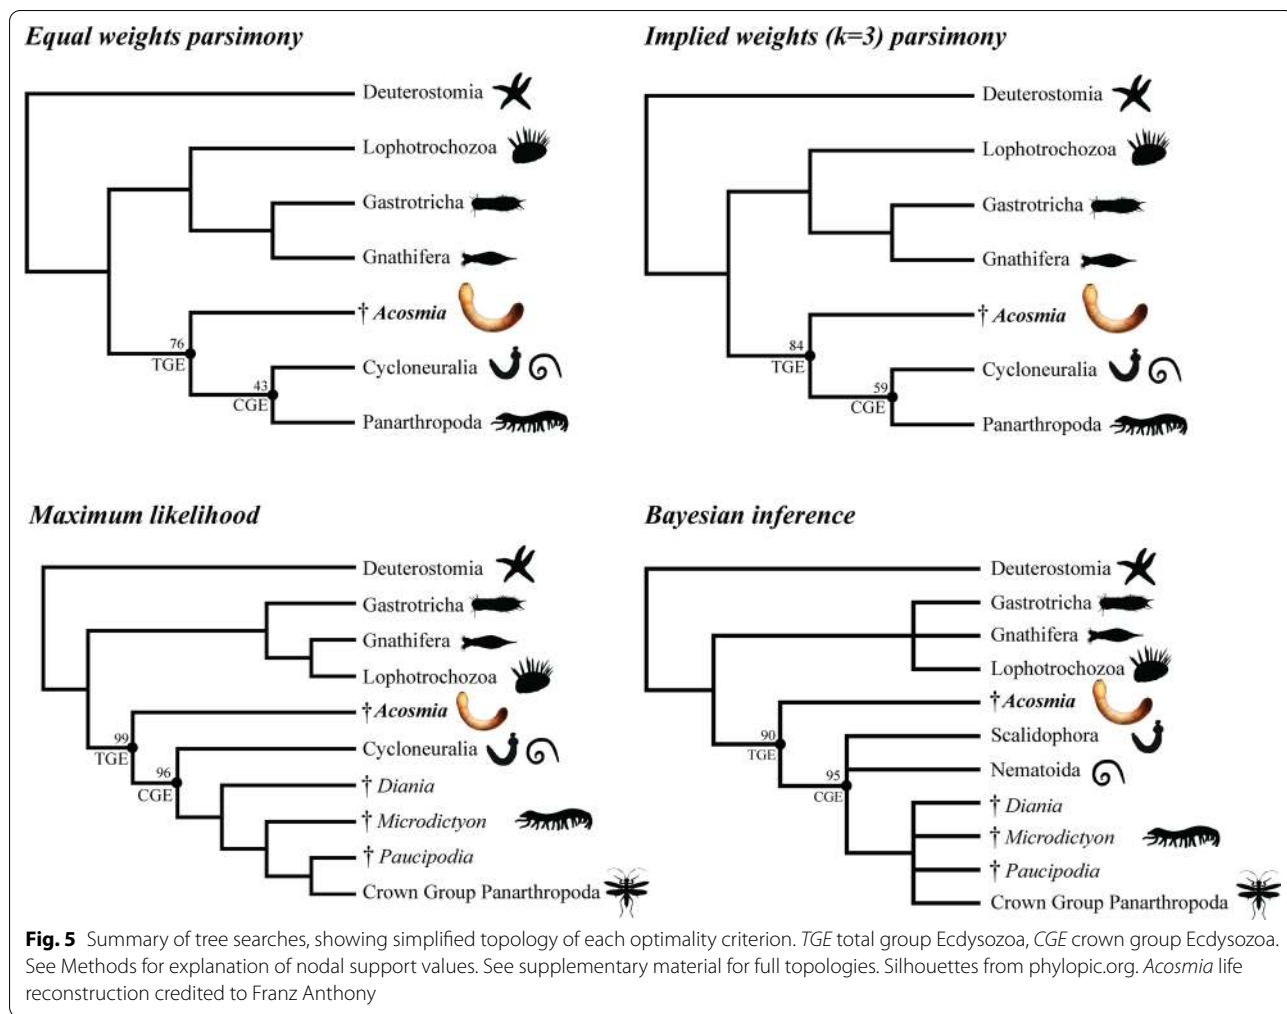 Equal weights parsimony
Deuterostomia
Lophotrochozoa
Gastrotricha
Gnathifera
† Acosmia
76
TGE
Cycloneuralia
43
CGE
Panarthropoda
Implied weights (k=3) parsimony
Deuterostomia
Lophotrochozoa
Gastrotricha
Gnathifera
† Acosmia
84
TGE
Cycloneuralia
59
CGE
Panarthropoda
Maximum likelihood
Deuterostomia
Gastrotricha
Gnathifera
Lophotrochozoa
†Acosmia
99
TGE
Cycloneuralia
96
CGE
† Diania
† Microdictyon
† Paucipodia
Crown Group Panarthropoda
Bayesian inference
Deuterostomia
Gastrotricha
Gnathifera
Lophotrochozoa
†Acosmia
90
TGE
Scalidophora
Nematoida
95
CGE
† Diania
† Microdictyon
† Paucipodia
Crown Group Panarthropoda
Fig. 5 Summary of tree searches, showing simplified topology of each optimality criterion. TGE total group Ecdysozoa, CGE crown group Ecdysozoa.
See Methods for explanation of nodal support values. See supplementary material for full topologies. Silhouettes from phylopic.org. Acosmia life
reconstruction credited to Franz Anthony